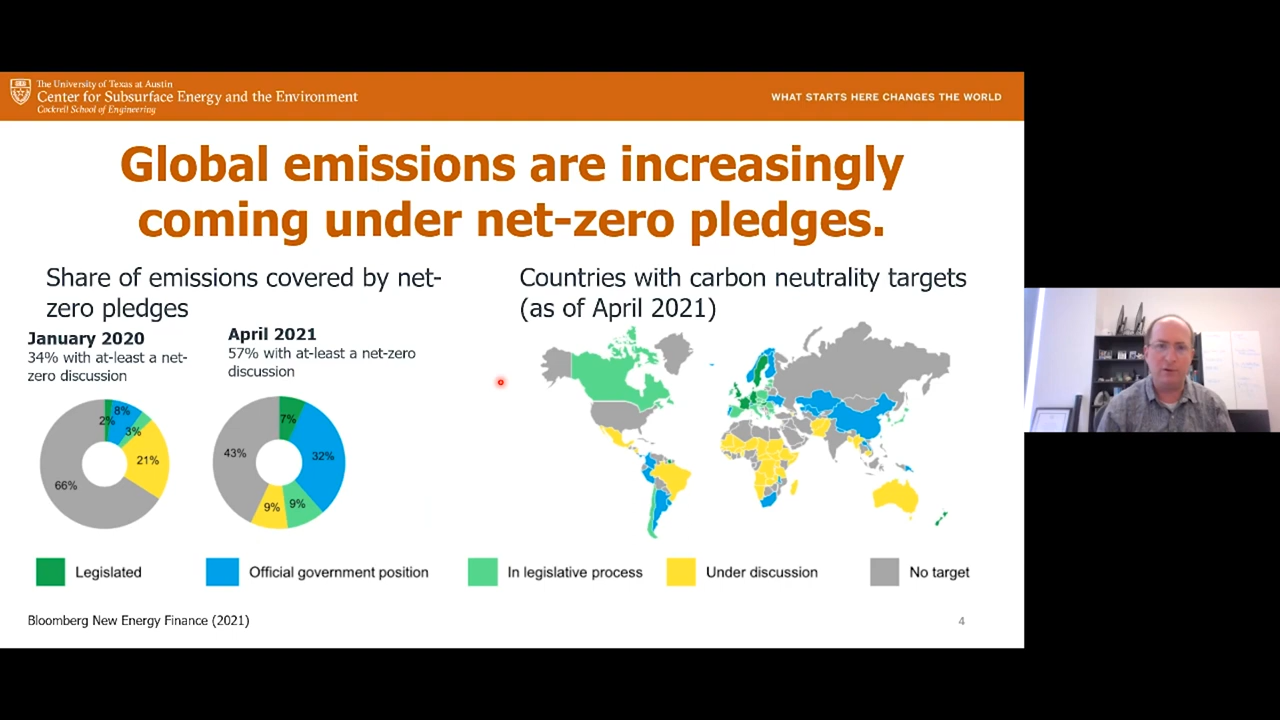 The University of Texas at Austin
Center for Subsurface Energy and the Environment
Cockrell School of Engineering
WHAT STARTS HERE CHANGES THE WORLD
Global emissions are increasingly
coming under net-zero pledges.
Share of emissions covered by net-
zero pledges
January 2020
34% with at-least a net-
zero discussion
2%
8%
3%
21%
66%
April 2021
57% with at-least a net-zero
discussion
7%
32%
9%
9%
43%
Countries with carbon neutrality targets
(as of April 2021)
Legislated
Official government position
In legislative process
Under discussion
No target
Bloomberg New Energy Finance (2021)
4